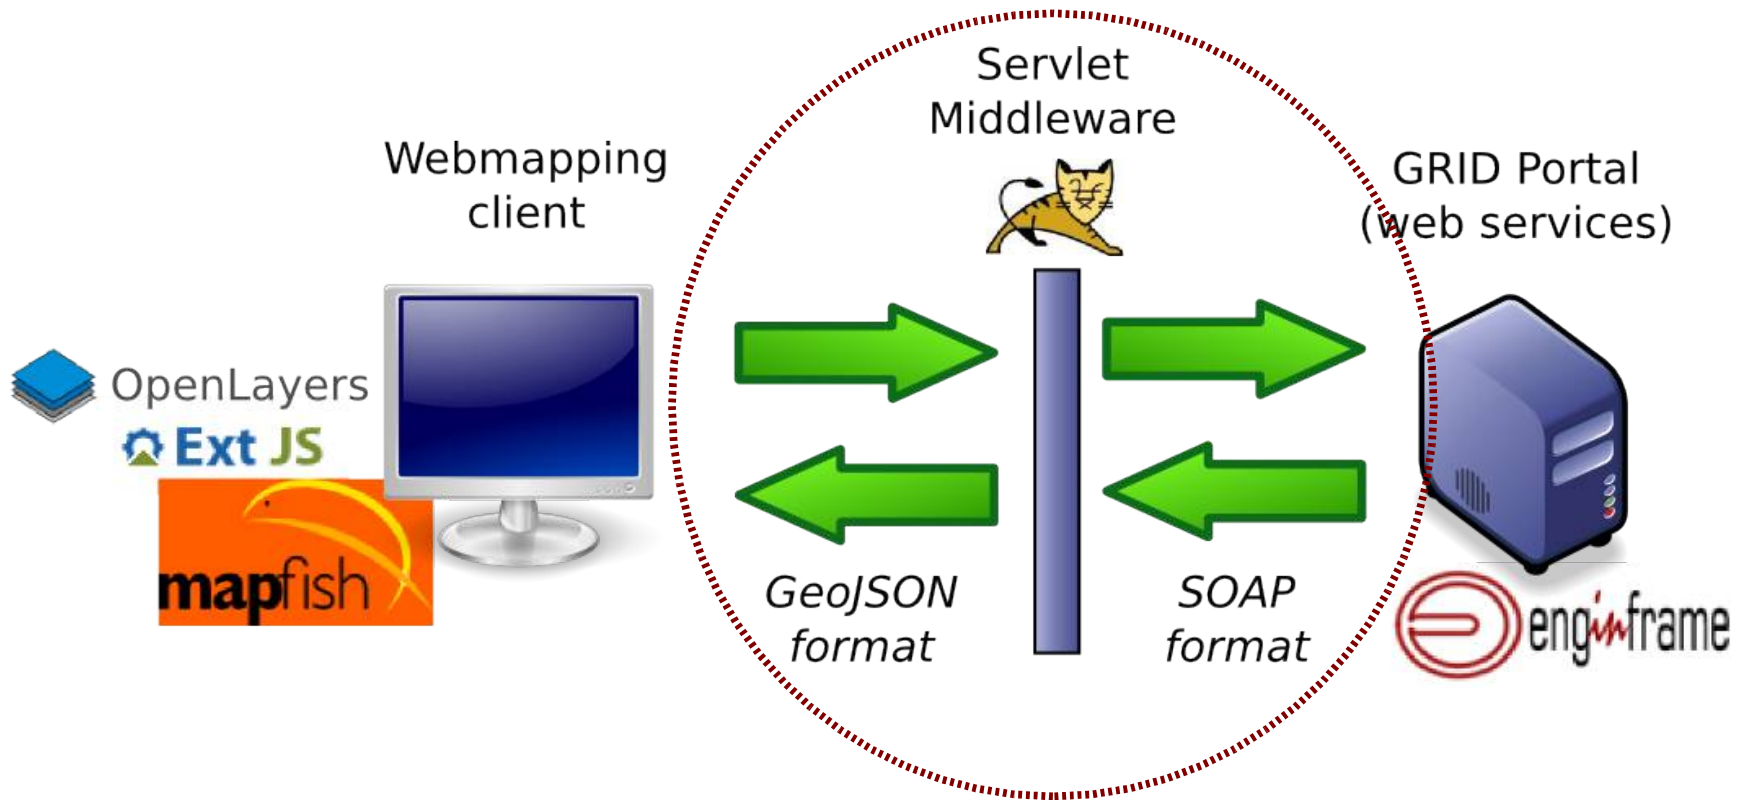 Servlet
Middleware
Webmapping
client
GRID Portal
(web services)
OpenLayers
Ext JS
mapfish
GeoJSON
format
SOAP
format
enginframe